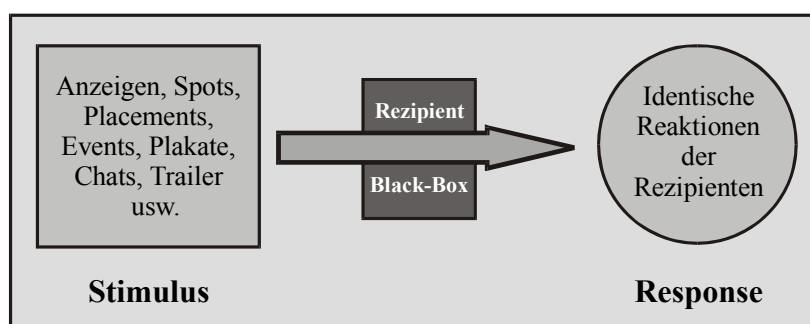 Anzeigen, Spots,
Placements,
Events, Plakate,
Chats, Trailer
usw.
Stimulus
Rezipient
Black-Box
Identische
Reaktionen
der
Rezipienten
Response